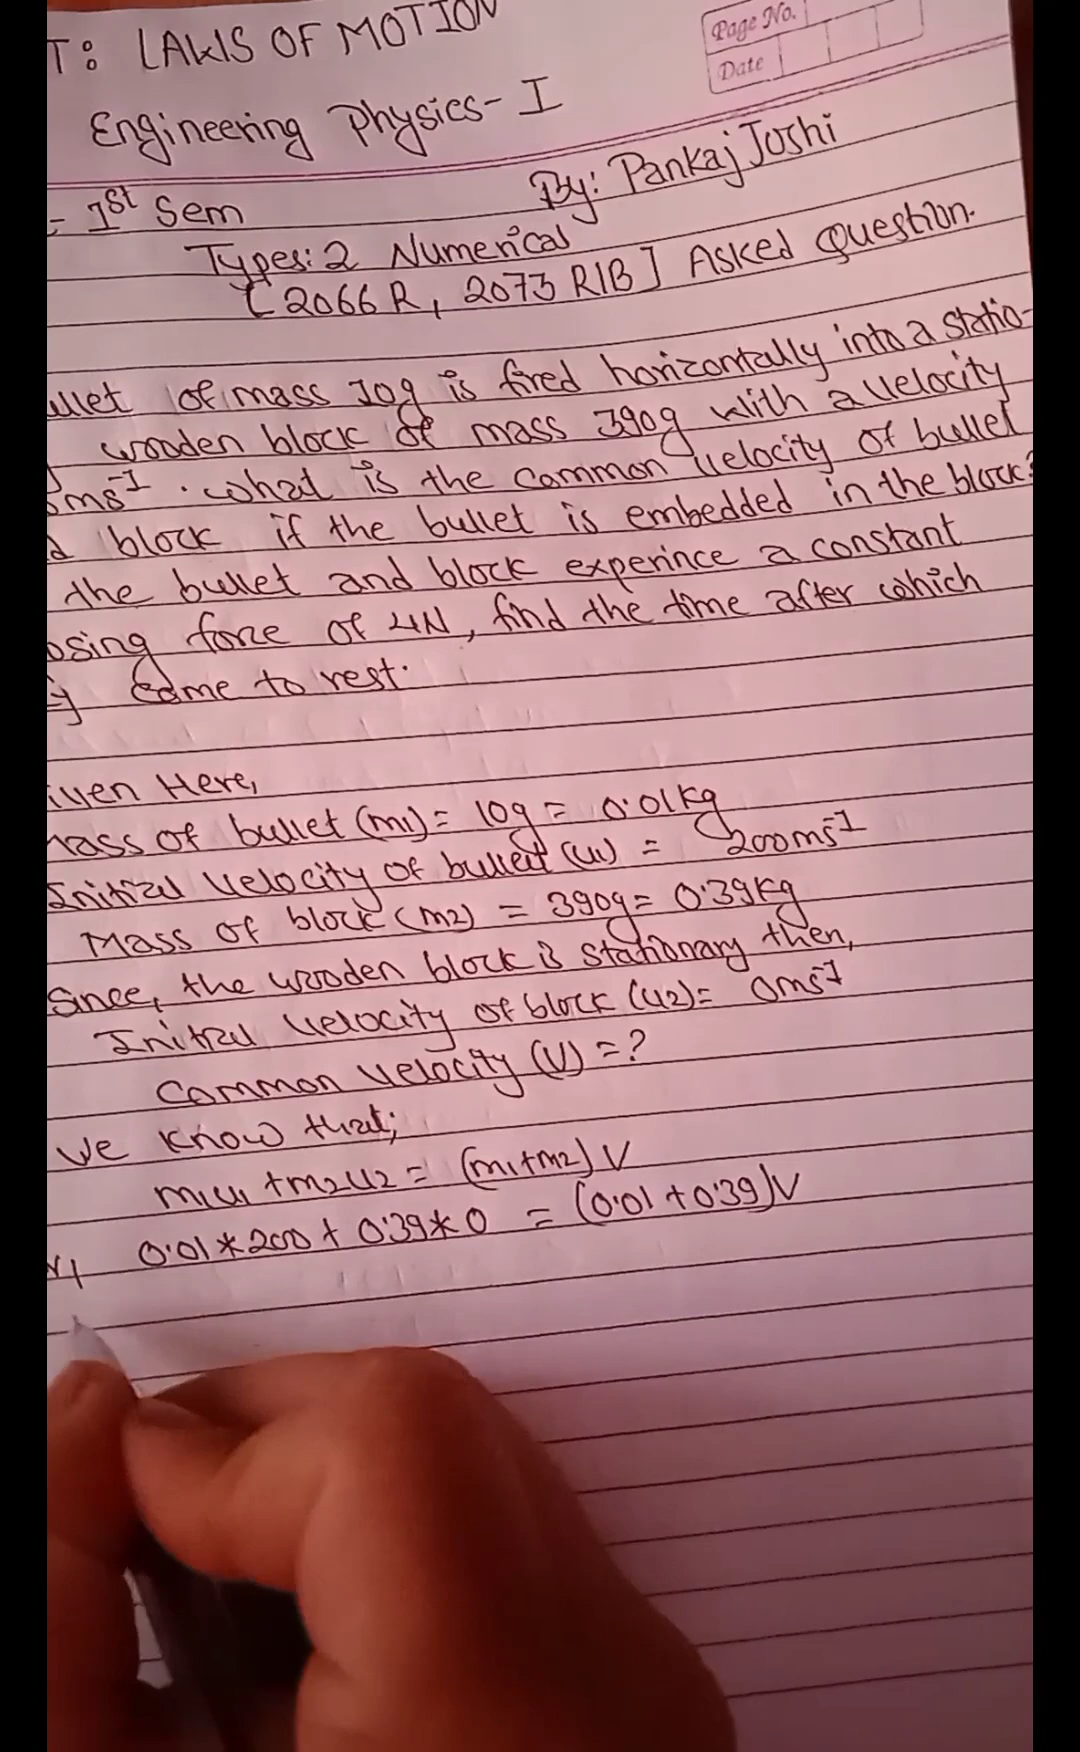 T: LAWS OF MOTION
Page No.
Date
Engineering Physics-I
- 1st Sem
By: Pankaj Joshi
Types: 2 Numerical
[2066 R, 2073 RIB] Asked Question.
ullet of mass 10g is fired horizontally into a statio-
wooden block of mass 390g with a velocity
ms-1. what is the common velocity of bullet
d block if the bullet is embedded in the block?
the bullet and block experince a constant
osing force of 4N, find the time after which
y come to rest.
iven Here,
Mass of bullet (m1) = 10g = 0.01kg
Initial velocity of bullet (u1) = 200ms-1
Mass of block (m2) = 390g = 0.39kg
Since, the wooden block is stationary then,
Initial velocity of block (u2) = 0ms-1
Common velocity (v) = ?
We know that;
m1u1 + m2u2 = (m1+m2) V
0.01*200 + 0.39*0 = (0.01 + 0.39)V